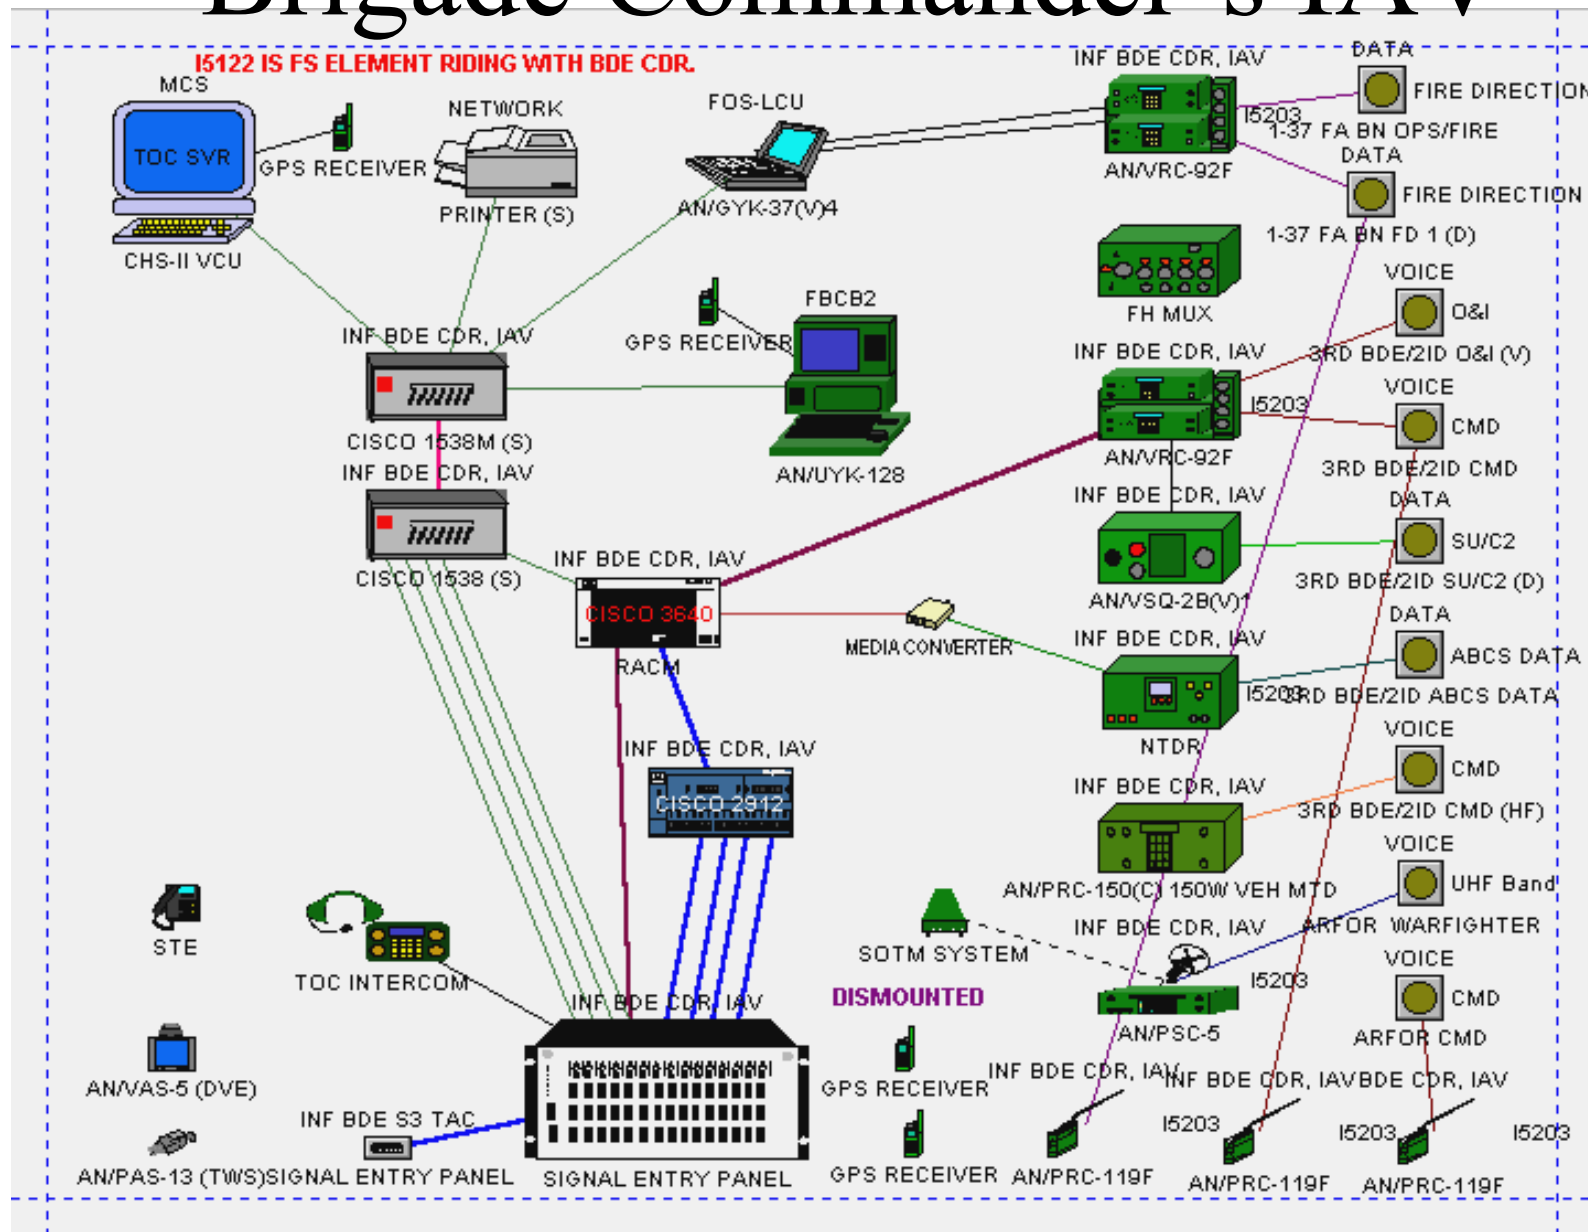 Brigade Commander's IAV
I5122 IS FS ELEMENT RIDING WITH BDE CDR.
MCS
TOC SVR
CHS-II VCU
GPS RECEIVER
NETWORK
PRINTER (S)
FOS-LCU
AN/GYK-37(V)4
INF BDE CDR, IAV
I5203
AN/VRC-92F
DATA
FIRE DIRECTION
1-37 FA BN OPS/FIRE
DATA
FIRE DIRECTION
1-37 FA BN FD 1 (D)
FH MUX
GPS RECEIVER
FBCB2
AN/UYK-128
INF BDE CDR, IAV
CISCO 1538M (S)
INF BDE CDR, IAV
CISCO 1538 (S)
INF BDE CDR, IAV
I5203
AN/VRC-92F
VOICE
O&I
3RD BDE/2ID O&I (V)
VOICE
CMD
3RD BDE/2ID CMD
INF BDE CDR, IAV
AN/VSQ-2B(V)1
DATA
SU/C2
3RD BDE/2ID SU/C2 (D)
INF BDE CDR, IAV
CISCO 3640
RACM
MEDIA CONVERTER
INF BDE CDR, IAV
I5203
NTDR
DATA
ABCS DATA
3RD BDE/2ID ABCS DATA
INF BDE CDR, IAV
CISCO 2912
INF BDE CDR, IAV
AN/PRC-150(C) 150W VEH MTD
VOICE
CMD
3RD BDE/2ID CMD (HF)
VOICE
UHF Band
ARFOR WARFIGHTER
STE
TOC INTERCOM
SOTM SYSTEM
INF BDE CDR, IAV
I5203
AN/PSC-5
VOICE
CMD
ARFOR CMD
DISMOUNTED
AN/VAS-5 (DVE)
AN/PAS-13 (TWS)
INF BDE S3 TAC
SIGNAL ENTRY PANEL
INF BDE CDR, IAV
SIGNAL ENTRY PANEL
GPS RECEIVER
GPS RECEIVER
INF BDE CDR, IAV
I5203
AN/PRC-119F
INF BDE CDR, IAV
I5203
AN/PRC-119F
BDE CDR, IAV
I5203
AN/PRC-119F